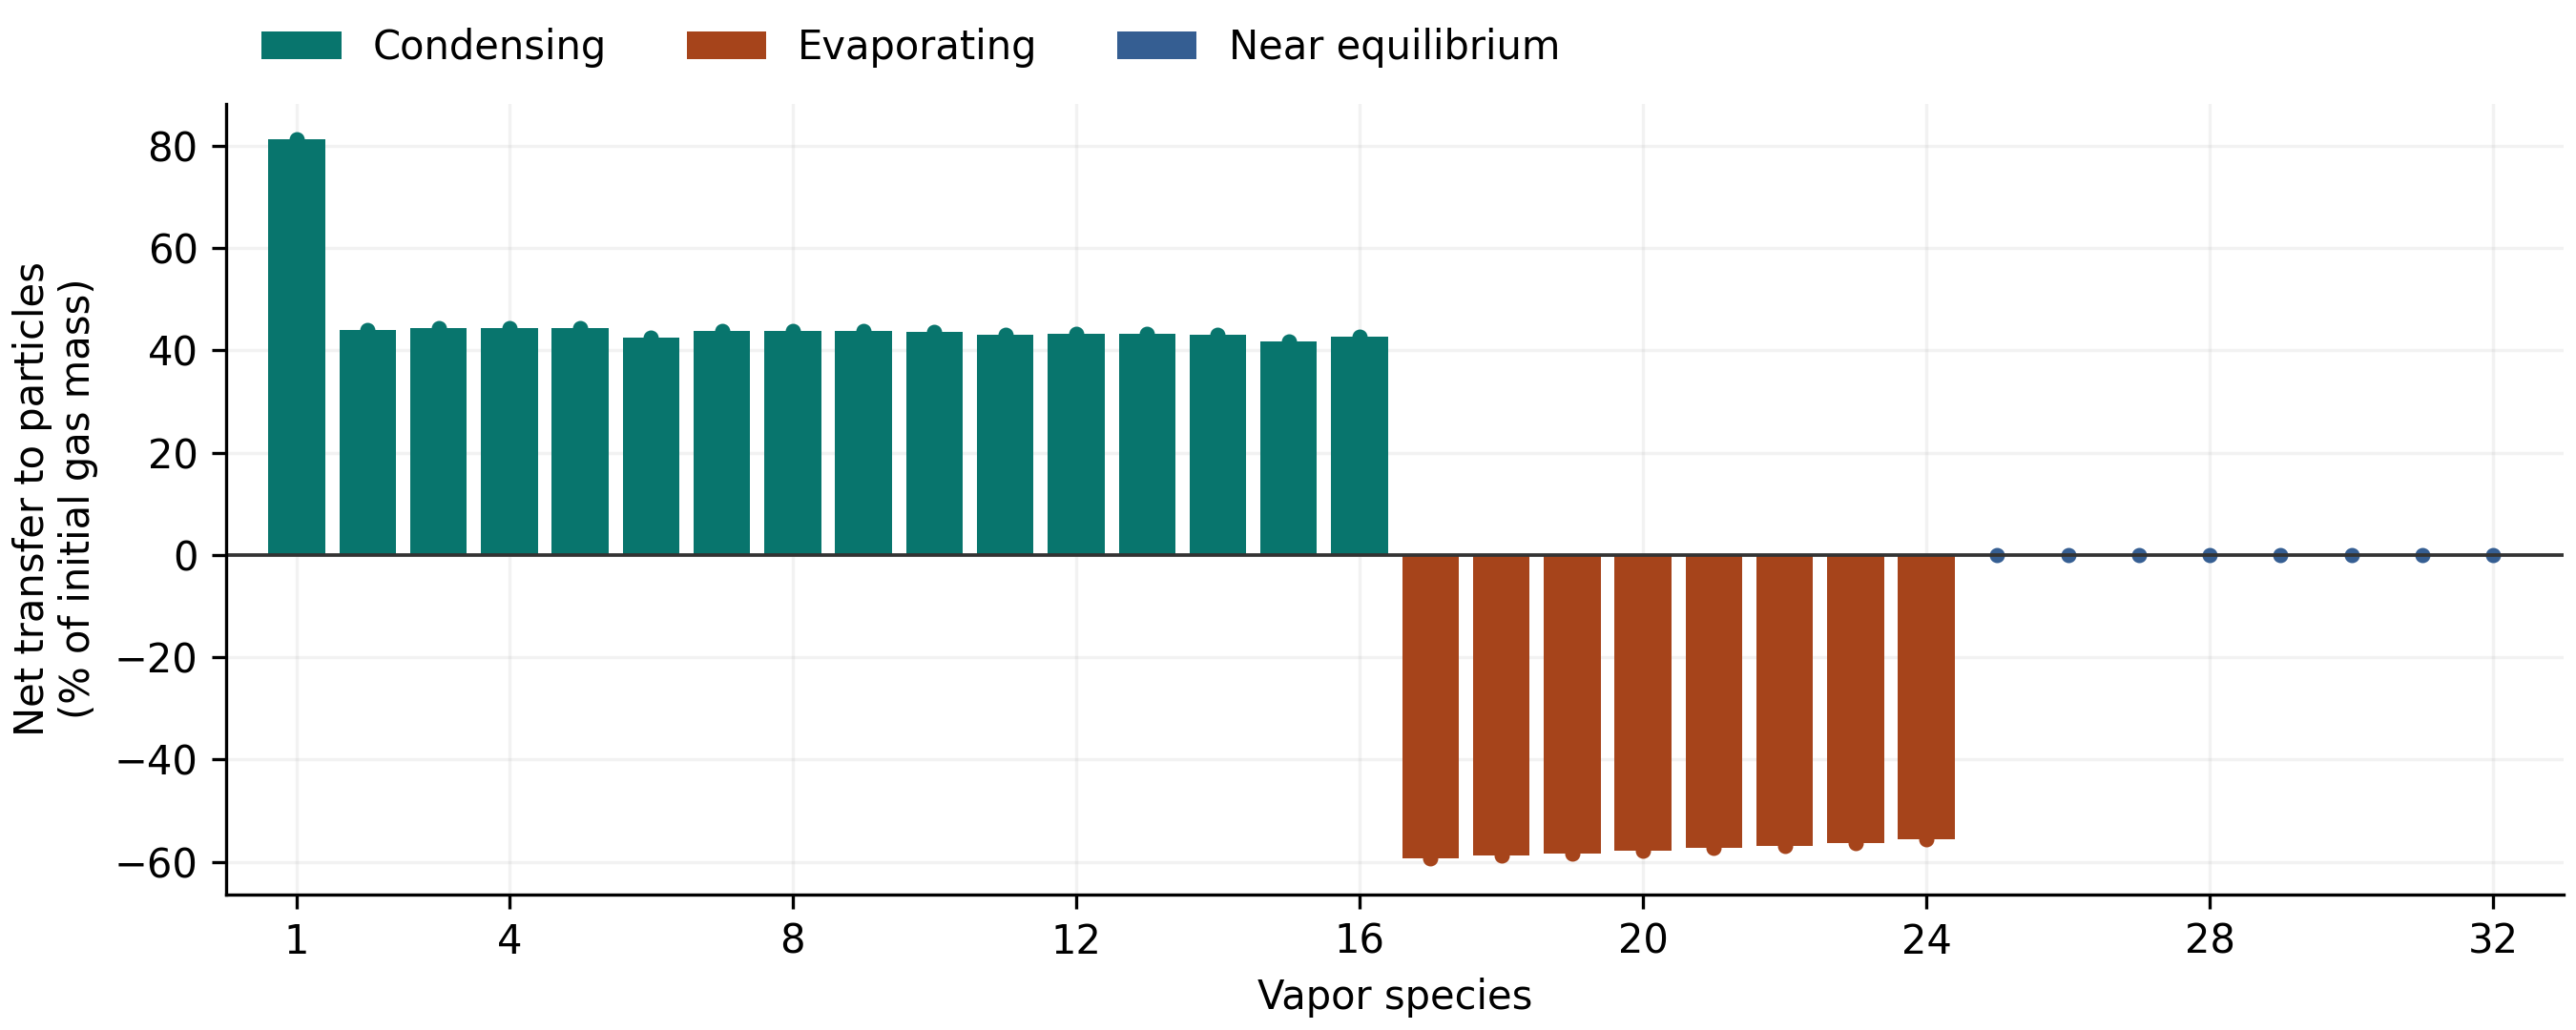 Condensing Evaporating Near equilibrium
Net transfer to particles
(% of initial gas mass)
80
60
40
20
0
−20
−40
−60
1 4 8 12 16 20 24 28 32
Vapor species